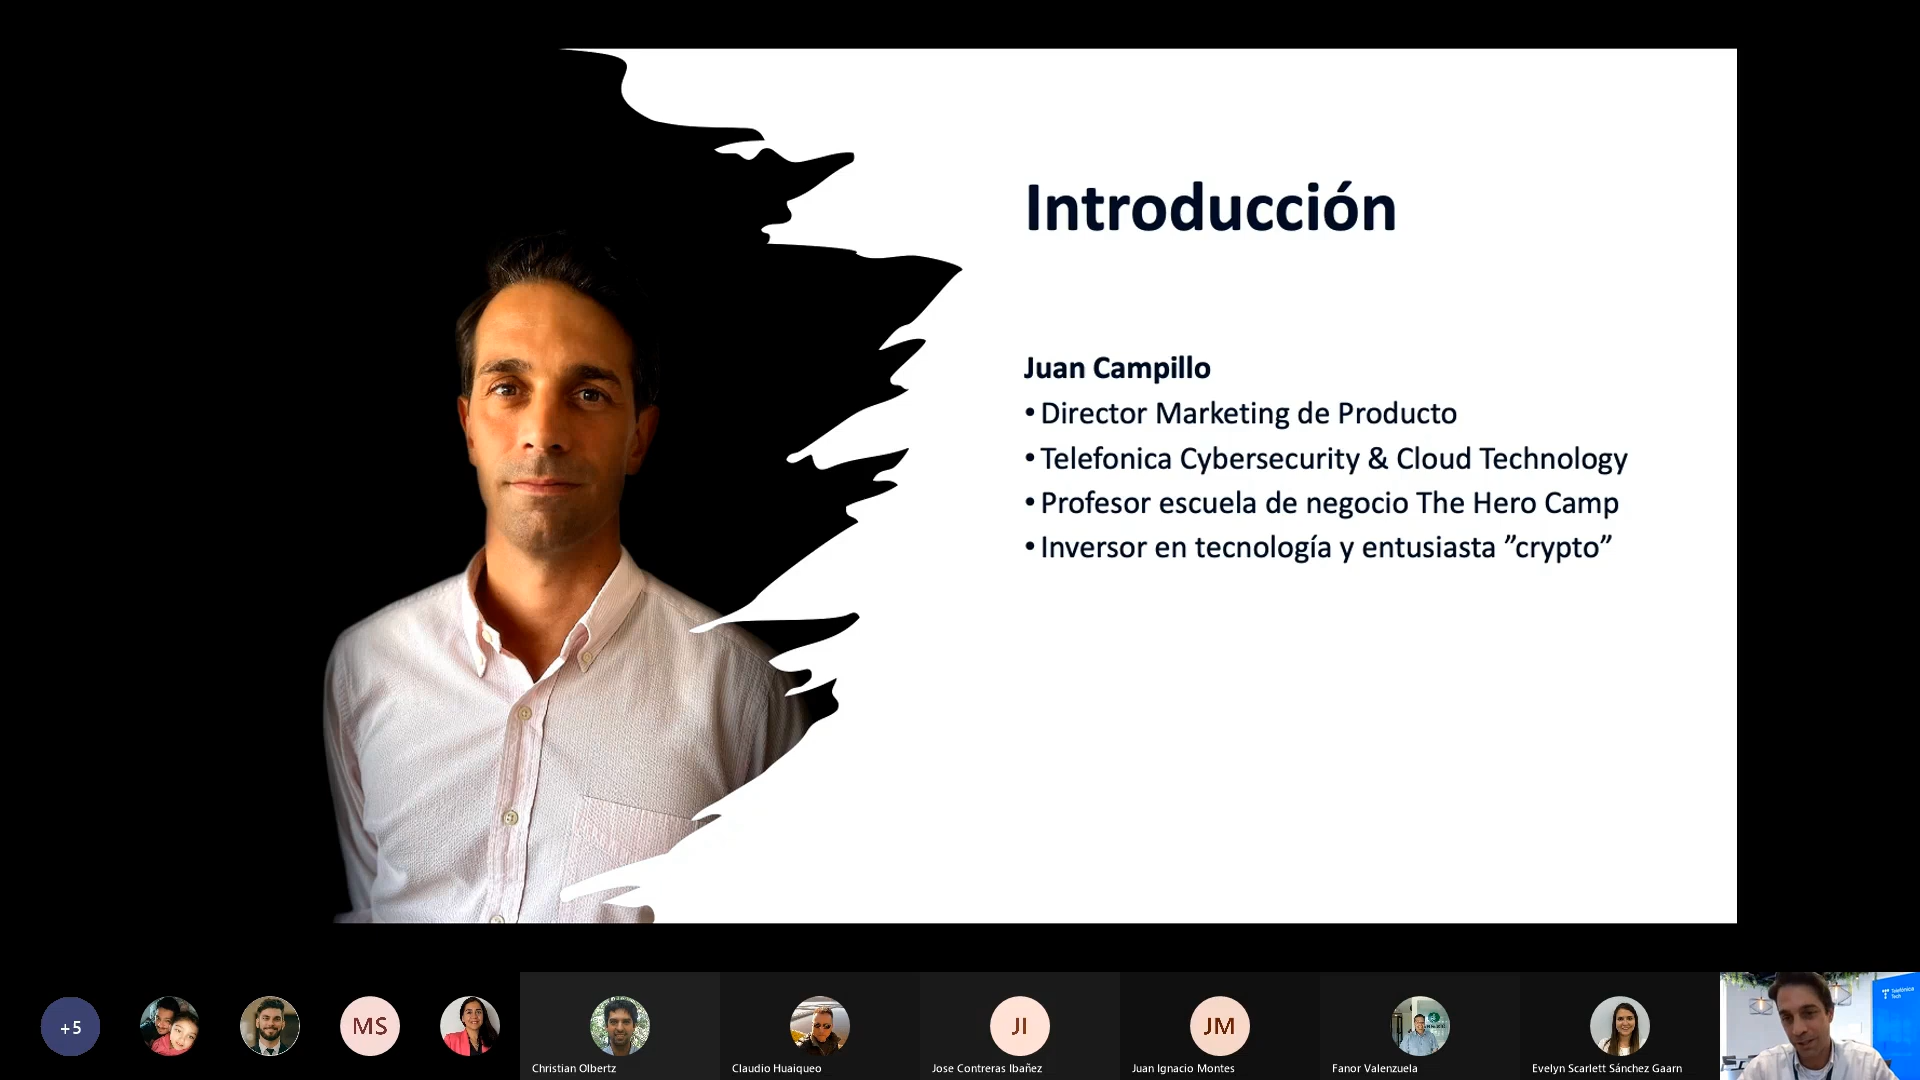 Introducción
Juan Campillo
• Director Marketing de Producto
• Telefonica Cybersecurity & Cloud Technology
• Profesor escuela de negocio The Hero Camp
• Inversor en tecnología y entusiasta ”crypto”
+5
MS
JI
JM
Christian Olbertz
Claudio Huaiqueo
Jose Contreras Ibañez
Juan Ignacio Montes
Fanor Valenzuela
Evelyn Scarlett Sánchez Gaarn
Telefónica
Tech